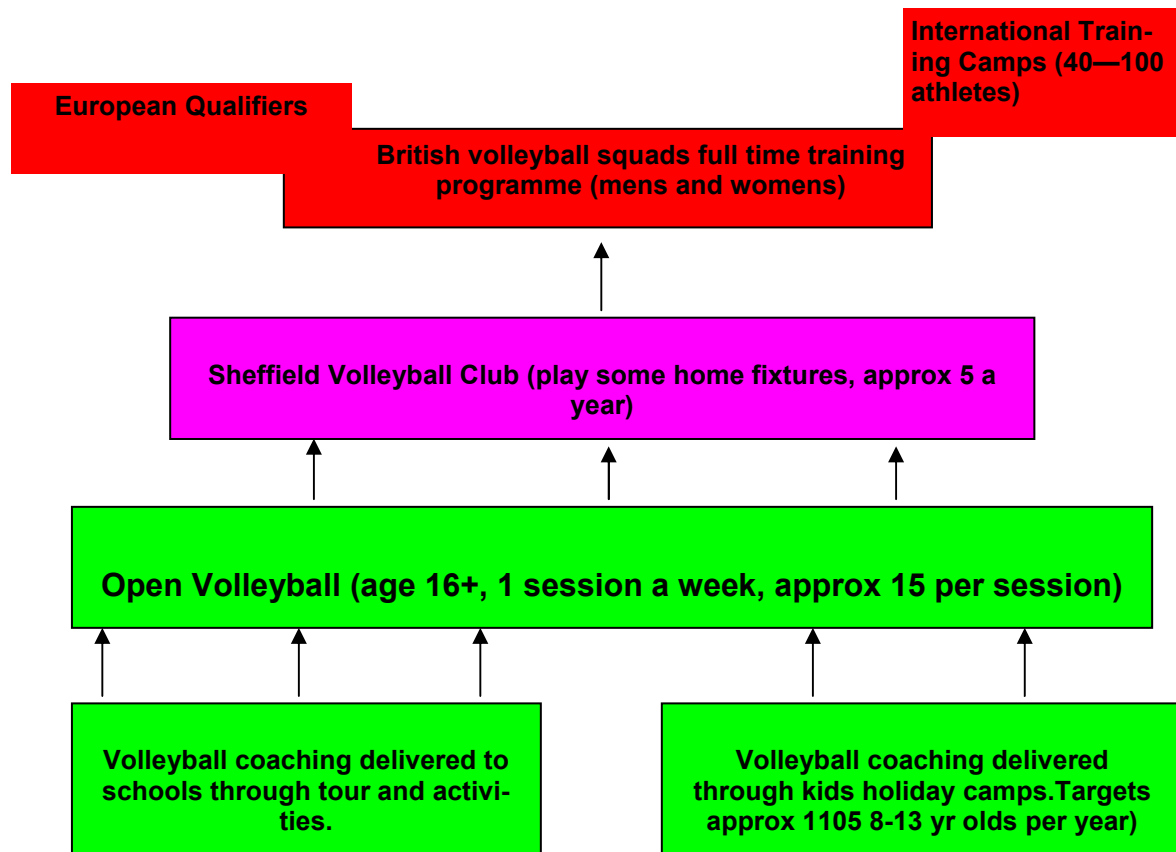 International Train-
ing Camps (40—100
athletes)
European Qualifiers
British volleyball squads full time training
programme (mens and womens)
Sheffield Volleyball Club (play some home fixtures, approx 5 a
year)
Open Volleyball (age 16+, 1 session a week, approx 15 per session)
Volleyball coaching delivered to
schools through tour and activi-
ties.
Volleyball coaching delivered
through kids holiday camps.Targets
approx 1105 8-13 yr olds per year)